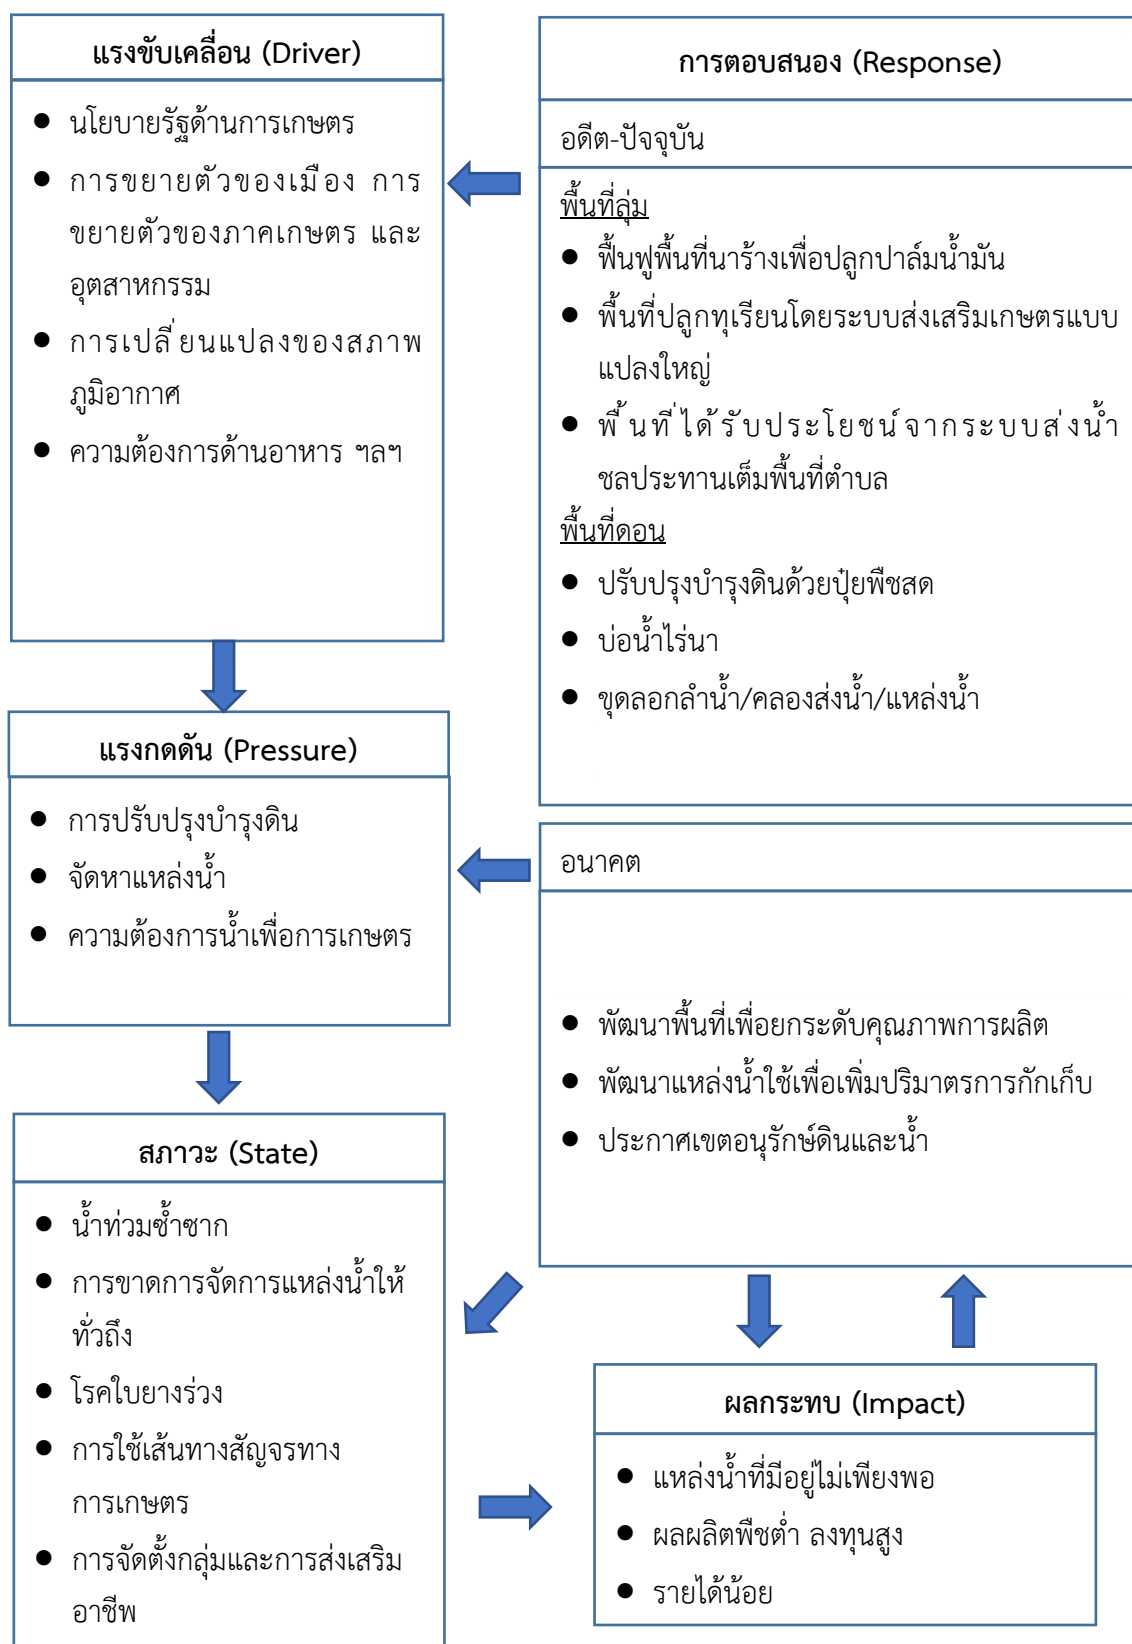 แรงขับเคลื่อน (Driver)
● นโยบายรัฐด้านการเกษตร
● การขยายตัวของเมือง การ
ขยายตัวของภาคเกษตร และ
อุตสาหกรรม
● การเปลี่ยนแปลงของสภาพ
ภูมิอากาศ
● ความต้องการด้านอาหาร ฯลฯ
การตอบสนอง (Response)
อดีต-ปัจจุบัน
พื้นที่ลุ่ม
● ฟื้นฟูพื้นที่นาร้างเพื่อปลูกปาล์มน้ำมัน
● พื้นที่ปลูกทุเรียนโดยระบบส่งเสริมเกษตรแบบ
แปลงใหญ่
● พื้นที่ได้รับประโยชน์จากระบบส่งน้ำ
ชลประทานเต็มพื้นที่ตำบล
พื้นที่ดอน
● ปรับปรุงบำรุงดินด้วยปุ๋ยพืชสด
● บ่อน้ำไร่นา
● ขุดลอกลำน้ำ/คลองส่งน้ำ/แหล่งน้ำ
แรงกดดัน (Pressure)
● การปรับปรุงบำรุงดิน
● จัดหาแหล่งน้ำ
● ความต้องการน้ำเพื่อการเกษตร
อนาคต
● พัฒนาพื้นที่เพื่อยกระดับคุณภาพการผลิต
● พัฒนาแหล่งน้ำใช้เพื่อเพิ่มปริมาตรการกักเก็บ
● ประกาศเขตอนุรักษ์ดินและน้ำ
สภาวะ (State)
● น้ำท่วมซ้ำซาก
● การขาดการจัดการแหล่งน้ำให้
ทั่วถึง
● โรคใบยางร่วง
● การใช้เส้นทางสัญจรทาง
การเกษตร
● การจัดตั้งกลุ่มและการส่งเสริม
อาชีพ
ผลกระทบ (Impact)
● แหล่งน้ำที่มีอยู่ไม่เพียงพอ
● ผลผลิตพืชต่ำ ลงทุนสูง
● รายได้น้อย